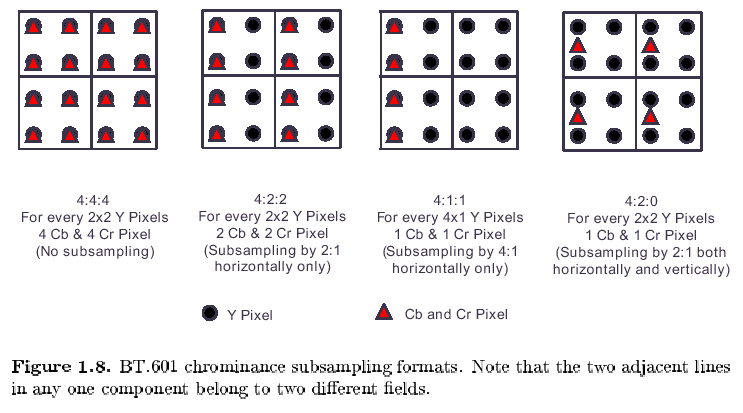 4:4:4
For every 2x2 Y Pixels
4 Cb & 4 Cr Pixel
(No subsampling)
4:2:2
For every 2x2 Y Pixels
2 Cb & 2 Cr Pixel
(Subsampling by 2:1
horizontally only)
4:1:1
For every 4x1 Y Pixels
1 Cb & 1 Cr Pixel
(Subsampling by 4:1
horizontally only)
4:2:0
For every 2x2 Y Pixels
1 Cb & 1 Cr Pixel
(Subsampling by 2:1 both
horizontally and vertically)
Y Pixel
Cb and Cr Pixel
Figure 1.8. BT.601 chrominance subsampling formats. Note that the two adjacent lines
in any one component belong to two different fields.